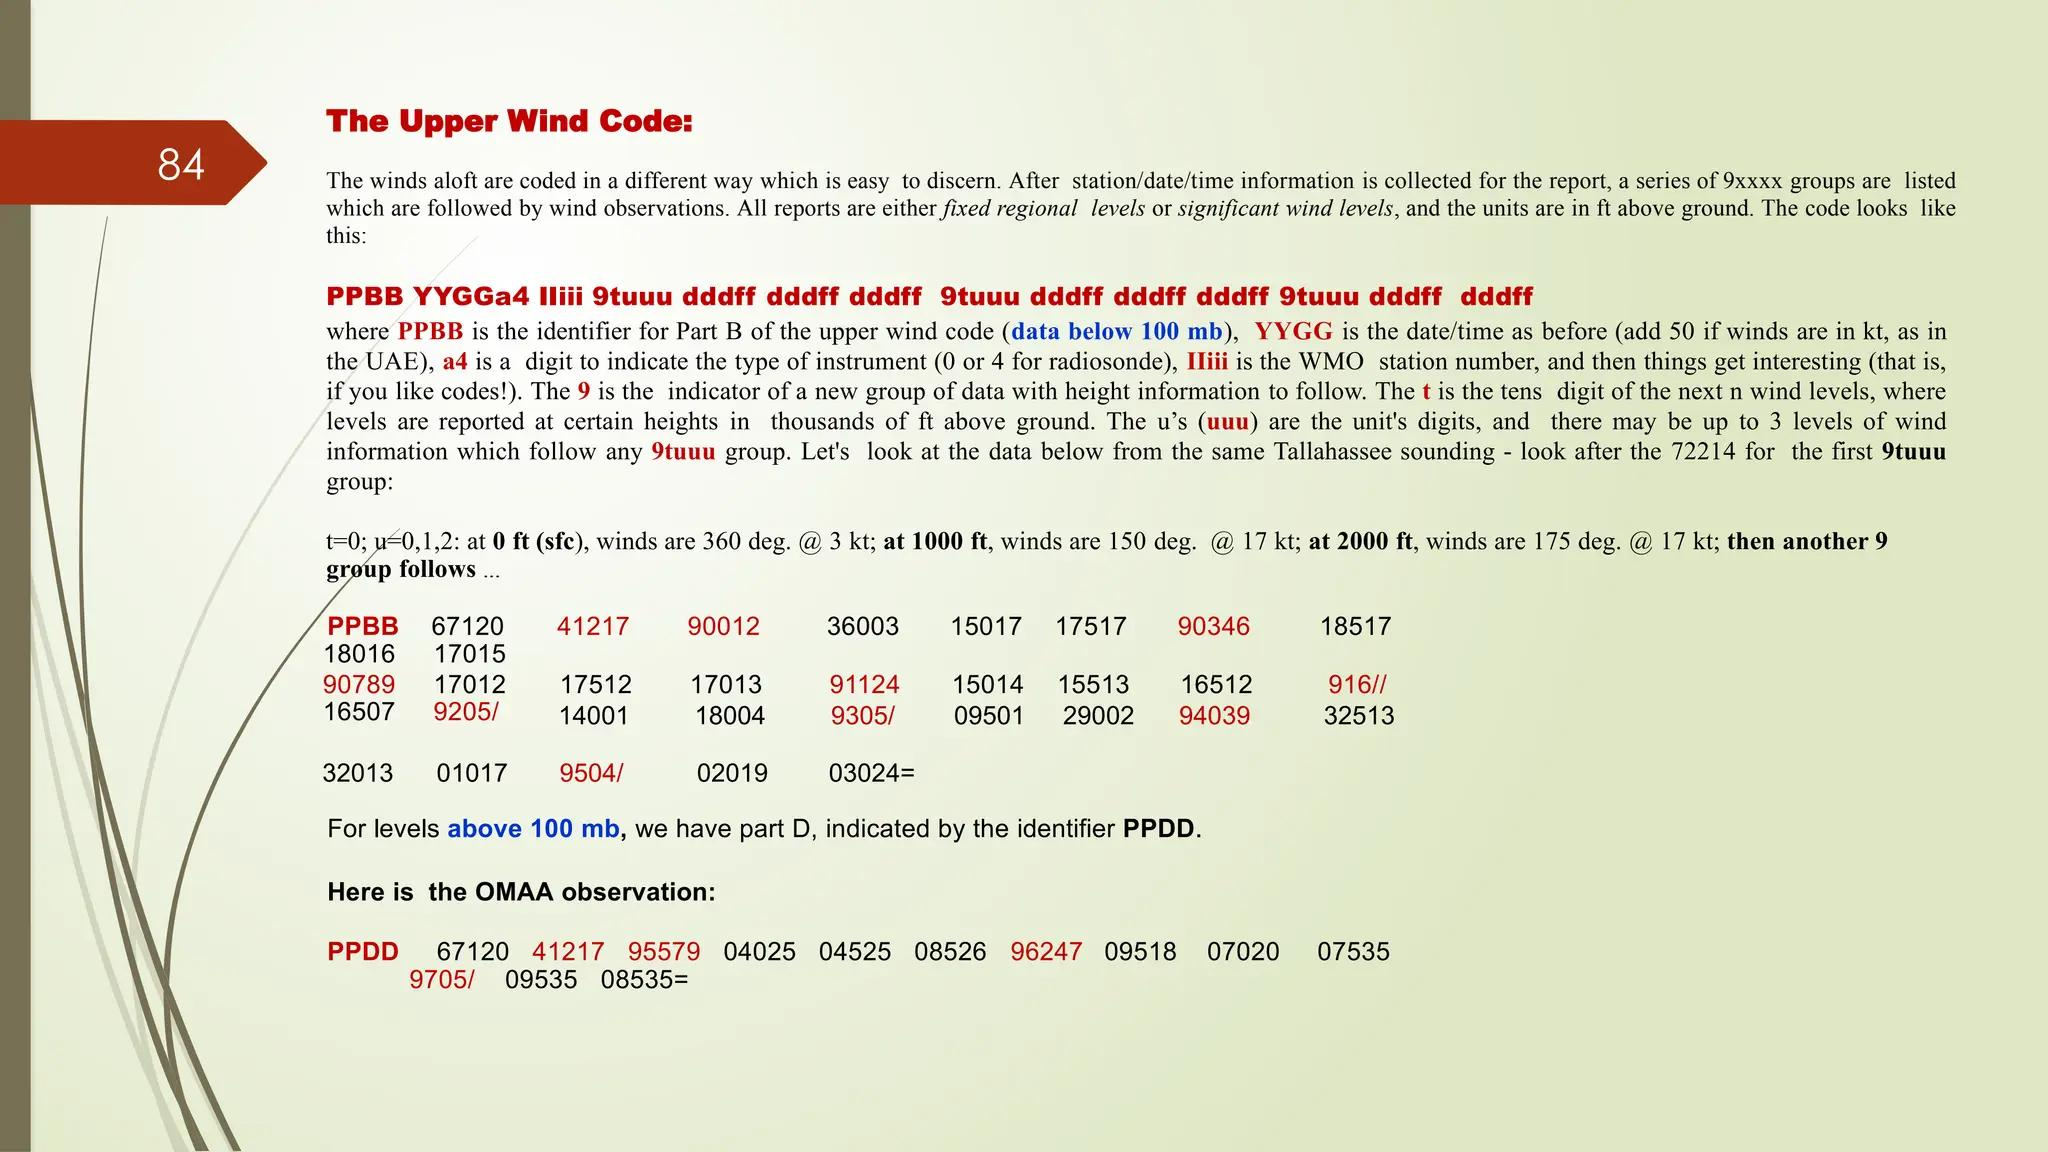 84
The Upper Wind Code:
The winds aloft are coded in a different way which is easy to discern. After station/date/time information is collected for the report, a series of 9xxxx groups are listed
which are followed by wind observations. All reports are either fixed regional levels or significant wind levels, and the units are in ft above ground. The code looks like
this:
PPBB YYGGa4 IIiii 9tuuu dddff dddff dddff 9tuuu dddff dddff dddff 9tuuu dddff dddff
where PPBB is the identifier for Part B of the upper wind code (data below 100 mb), YYGG is the date/time as before (add 50 if winds are in kt, as in
the UAE), a4 is a digit to indicate the type of instrument (0 or 4 for radiosonde), IIiii is the WMO station number, and then things get interesting (that is,
if you like codes!). The 9 is the indicator of a new group of data with height information to follow. The t is the tens digit of the next n wind levels, where
levels are reported at certain heights in thousands of ft above ground. The u’s (uuu) are the unit's digits, and there may be up to 3 levels of wind
information which follow any 9tuuu group. Let's look at the data below from the same Tallahassee sounding - look after the 72214 for the first 9tuuu
group:
t=0; u=0,1,2: at 0 ft (sfc), winds are 360 deg. @ 3 kt; at 1000 ft, winds are 150 deg. @ 17 kt; at 2000 ft, winds are 175 deg. @ 17 kt; then another 9
group follows ...
PPBB 67120 41217 90012 36003 15017 17517 90346 18517
18016 17015
90789 17012 17512 17013 91124 15014 15513 16512 916//
16507 9205/ 14001 18004 9305/ 09501 29002 94039 32513
32013 01017 9504/ 02019 03024=
For levels above 100 mb, we have part D, indicated by the identifier PPDD.
Here is the OMAA observation:
PPDD 67120 41217 95579 04025 04525 08526 96247 09518 07020 07535
9705/ 09535 08535=